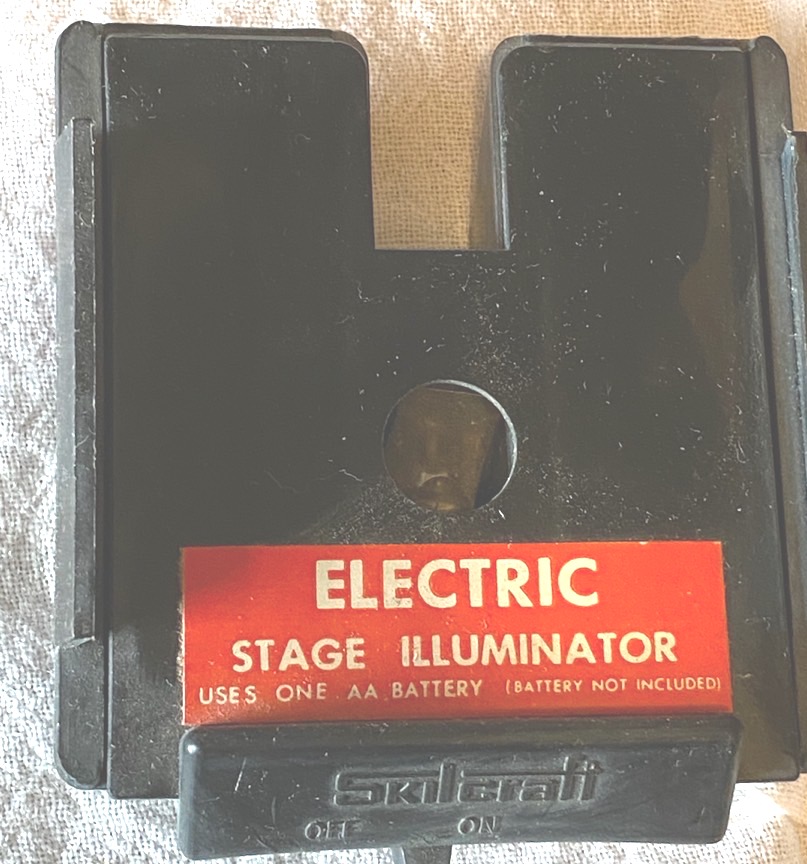 ELECTRIC
STAGE ILLUMINATOR
USES ONE AA BATTERY (BATTERY NOT INCLUDED)
Skilcraft
OFF ON